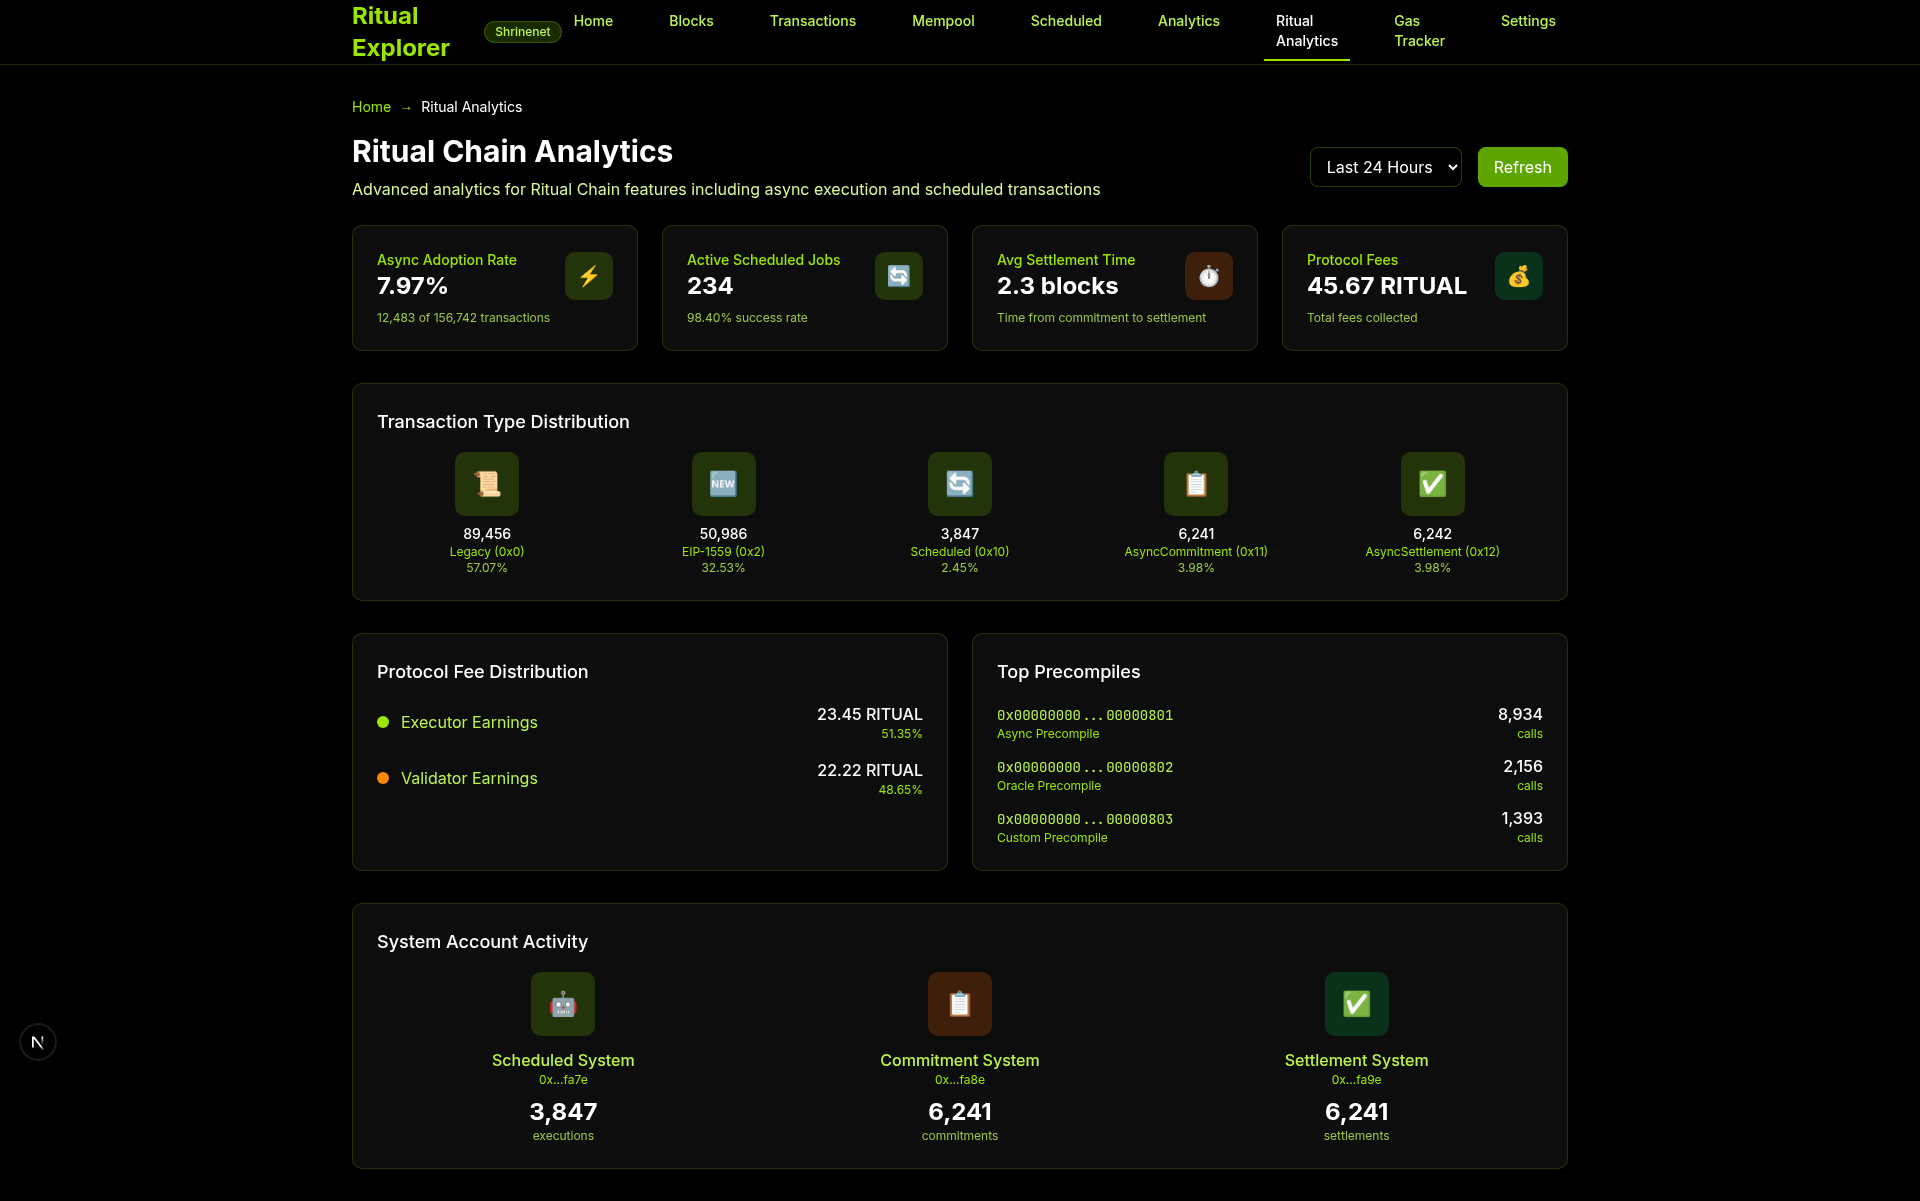 Ritual
Explorer
Shrinenet
Home
Blocks
Transactions
Mempool
Scheduled
Analytics
Ritual
Analytics
Gas
Tracker
Settings
Home → Ritual Analytics
Ritual Chain Analytics
Advanced analytics for Ritual Chain features including async execution and scheduled transactions
Last 24 Hours
Refresh
Async Adoption Rate
7.97%
12,483 of 156,742 transactions
Active Scheduled Jobs
234
98.40% success rate
Avg Settlement Time
2.3 blocks
Time from commitment to settlement
Protocol Fees
45.67 RITUAL
Total fees collected
Transaction Type Distribution
89,456
Legacy (0x0)
57.07%
NEW
50,986
EIP-1559 (0x2)
32.53%
3,847
Scheduled (0x10)
2.45%
6,241
AsyncCommitment (0x11)
3.98%
6,242
AsyncSettlement (0x12)
3.98%
Protocol Fee Distribution
Executor Earnings
23.45 RITUAL
51.35%
Validator Earnings
22.22 RITUAL
48.65%
Top Precompiles
0x00000000...00000801
Async Precompile
8,934
calls
0x00000000...00000802
Oracle Precompile
2,156
calls
0x00000000...00000803
Custom Precompile
1,393
calls
System Account Activity
Scheduled System
0x...fa7e
3,847
executions
Commitment System
0x...fa8e
6,241
commitments
Settlement System
0x...fa9e
6,241
settlements
N